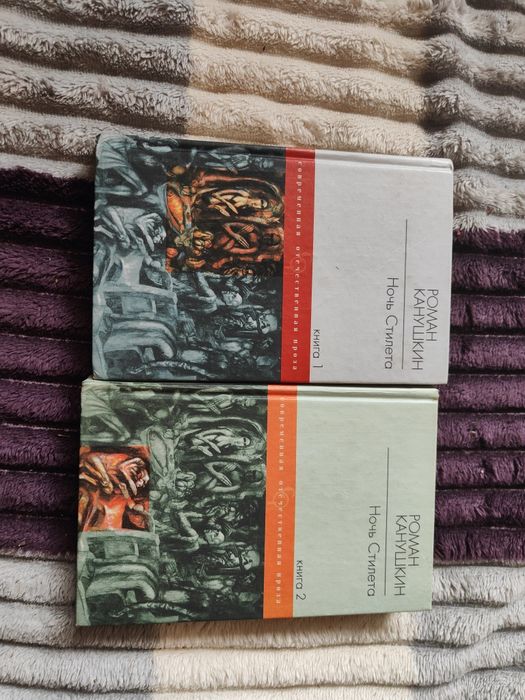 РОМАН
КАНУШКИН
Ночь Стилета
книга 1
современная отечественная проза
РОМАН
КАНУШКИН
Ночь Стилета
книга 2
современная отечественная проза